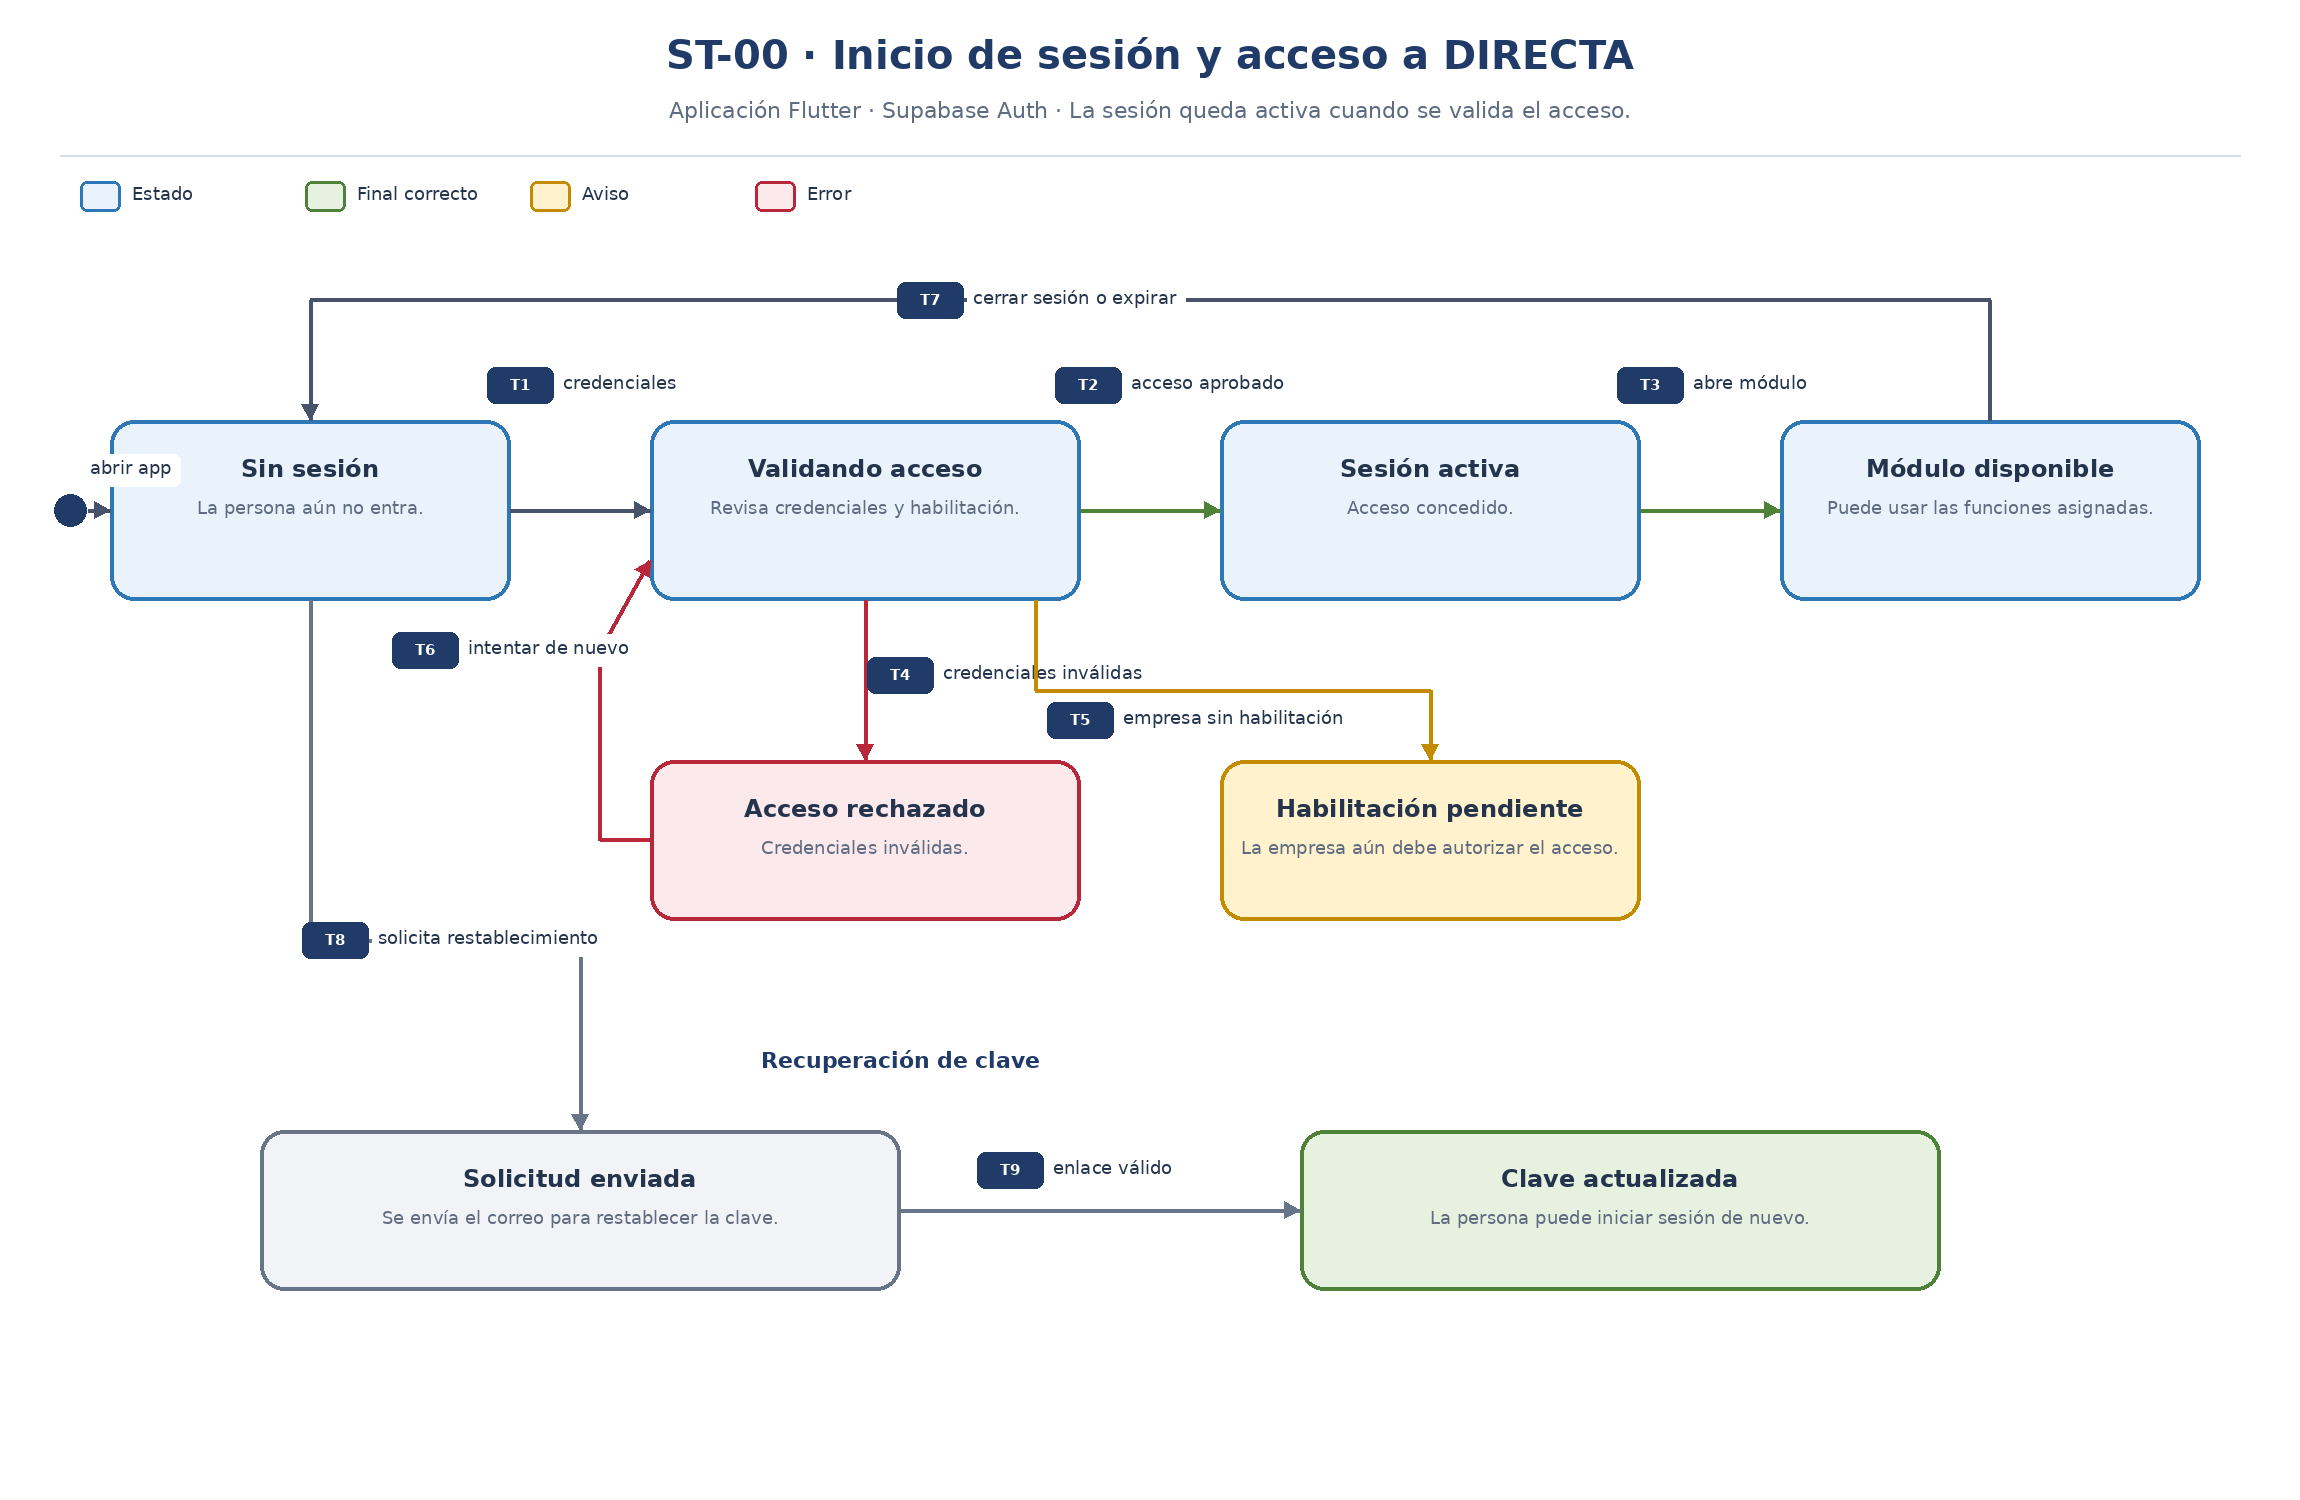 ST-00 · Inicio de sesión y acceso a DIRECTA
Aplicación Flutter · Supabase Auth · La sesión queda activa cuando se valida el acceso.
Estado
Final correcto
Aviso
Error
T7 cerrar sesión o expirar
T1 credenciales
T2 acceso aprobado
T3 abre módulo
abrir app
Sin sesión
La persona aún no entra.
Validando acceso
Revisa credenciales y habilitación.
Sesión activa
Acceso concedido.
Módulo disponible
Puede usar las funciones asignadas.
T6 intentar de nuevo
T4 credenciales inválidas
T5 empresa sin habilitación
Acceso rechazado
Credenciales inválidas.
Habilitación pendiente
La empresa aún debe autorizar el acceso.
T8 solicita restablecimiento
Recuperación de clave
Solicitud enviada
Se envía el correo para restablecer la clave.
T9 enlace válido
Clave actualizada
La persona puede iniciar sesión de nuevo.